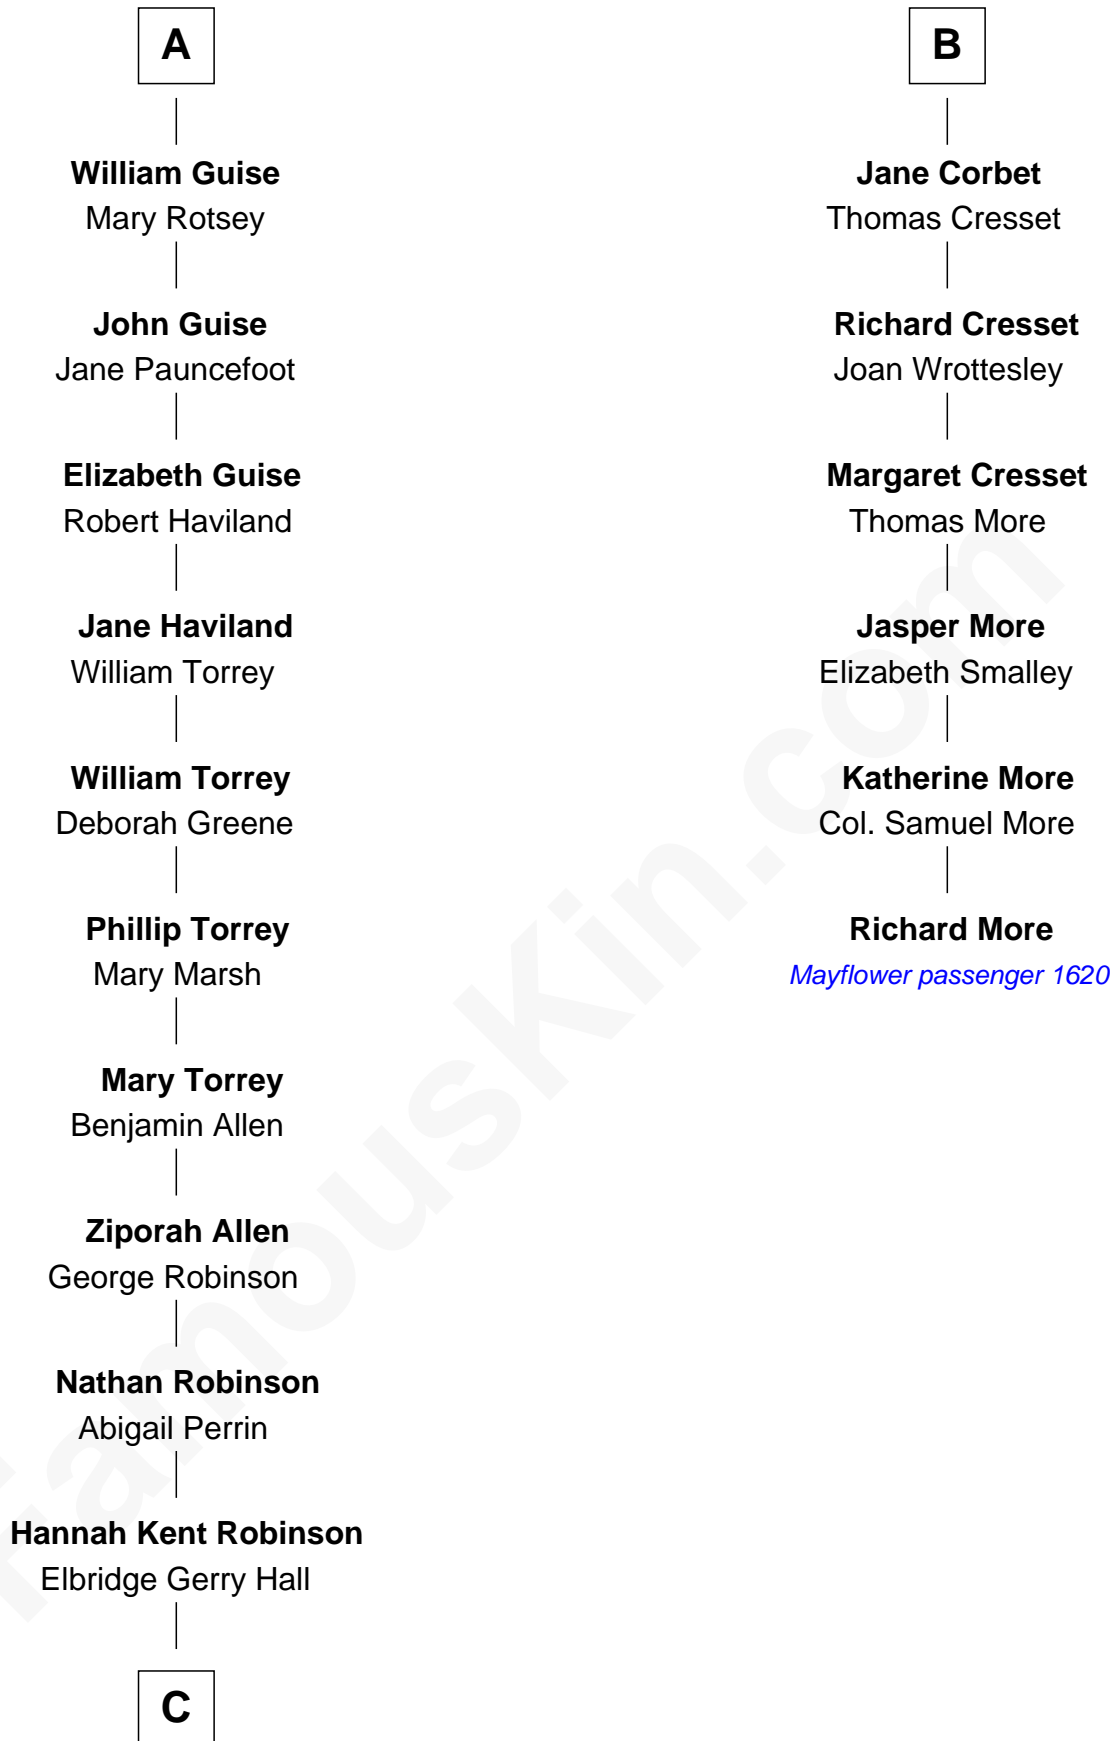 A
William Guise
Mary Rotsey
John Guise
Jane Pauncefoot
Elizabeth Guise
Robert Haviland
Jane Haviland
William Torrey
William Torrey
Deborah Greene
Phillip Torrey
Mary Marsh
Mary Torrey
Benjamin Allen
Ziporah Allen
George Robinson
Nathan Robinson
Abigail Perrin
Hannah Kent Robinson
Elbridge Gerry Hall
C
B
Jane Corbet
Thomas Cresset
Richard Cresset
Joan Wrottesley
Margaret Cresset
Thomas More
Jasper More
Elizabeth Smalley
Katherine More
Col. Samuel More
Richard More
Mayflower passenger 1620
FamousKin.com